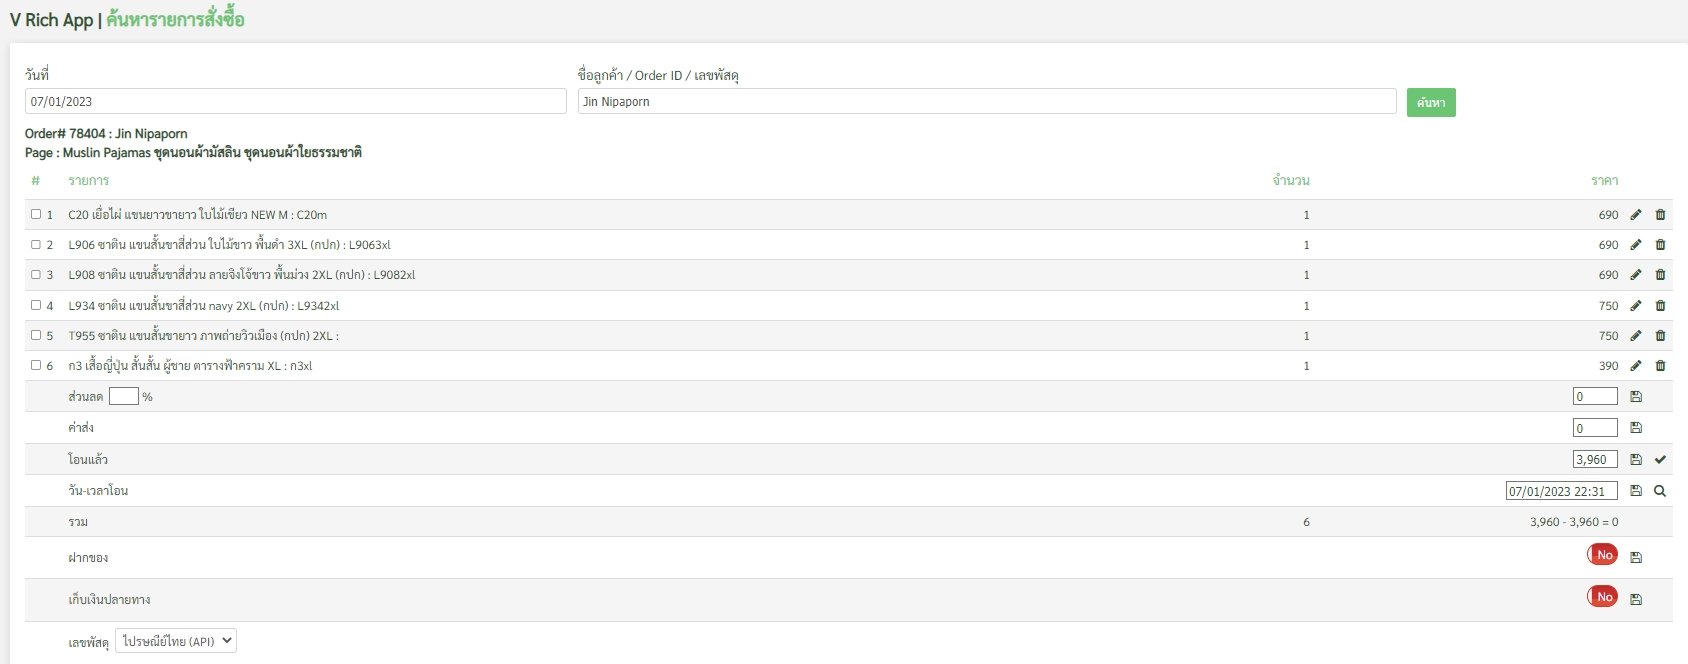 V Rich App | ค้นหารายการสั่งซื้อ
วันที่ ชื่อลูกค้า / Order ID / เลขพัสดุ
07/01/2023 Jin Nipaporn ค้นหา
Order# 78404 : Jin Nipaporn
Page : Muslin Pajamas ชุดนอนผ้ามัสลิน ชุดนอนผ้าใยธรรมชาติ
# รายการ จำนวน ราคา
1 C20 เยื่อไผ่ แขนยาวขายาว ใบไม้เขียว NEW M : C20m 1 690
2 L906 ซาติน แขนสั้นขาสี่ส่วน ใบไม้ขาว พื้นดำ 3XL (กปก) : L9063xl 1 690
3 L908 ซาติน แขนสั้นขาสี่ส่วน ลายจิงโจ้ขาว พื้นม่วง 2XL (กปก) : L9082xl 1 690
4 L934 ซาติน แขนสั้นขาสี่ส่วน navy 2XL (กปก) : L9342xl 1 750
5 T955 ซาติน แขนสั้นขายาว ภาพถ่ายวิวเมือง (กปก) 2XL : 1 750
6 ก3 เสื้อญี่ปุ่น สั้นสั้น ผู้ชาย ตารางฟ้าคราม XL : ก3xl 1 390
ส่วนลด % 0
ค่าส่ง 0
โอนแล้ว 3,960
วัน-เวลาโอน 07/01/2023 22:31
รวม 6 3,960 - 3,960 = 0
ฝากของ No
เก็บเงินปลายทาง No
เลขพัสดุ ไปรษณีย์ไทย (API)